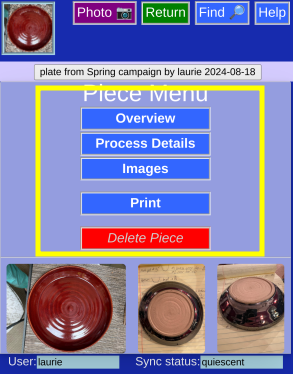 Photo Return Find Help
plate from Spring campaign by laurie 2024-08-18
Piece Menu
Overview
Process Details
Images
Print
Delete Piece
User: laurie Sync status: quiescent